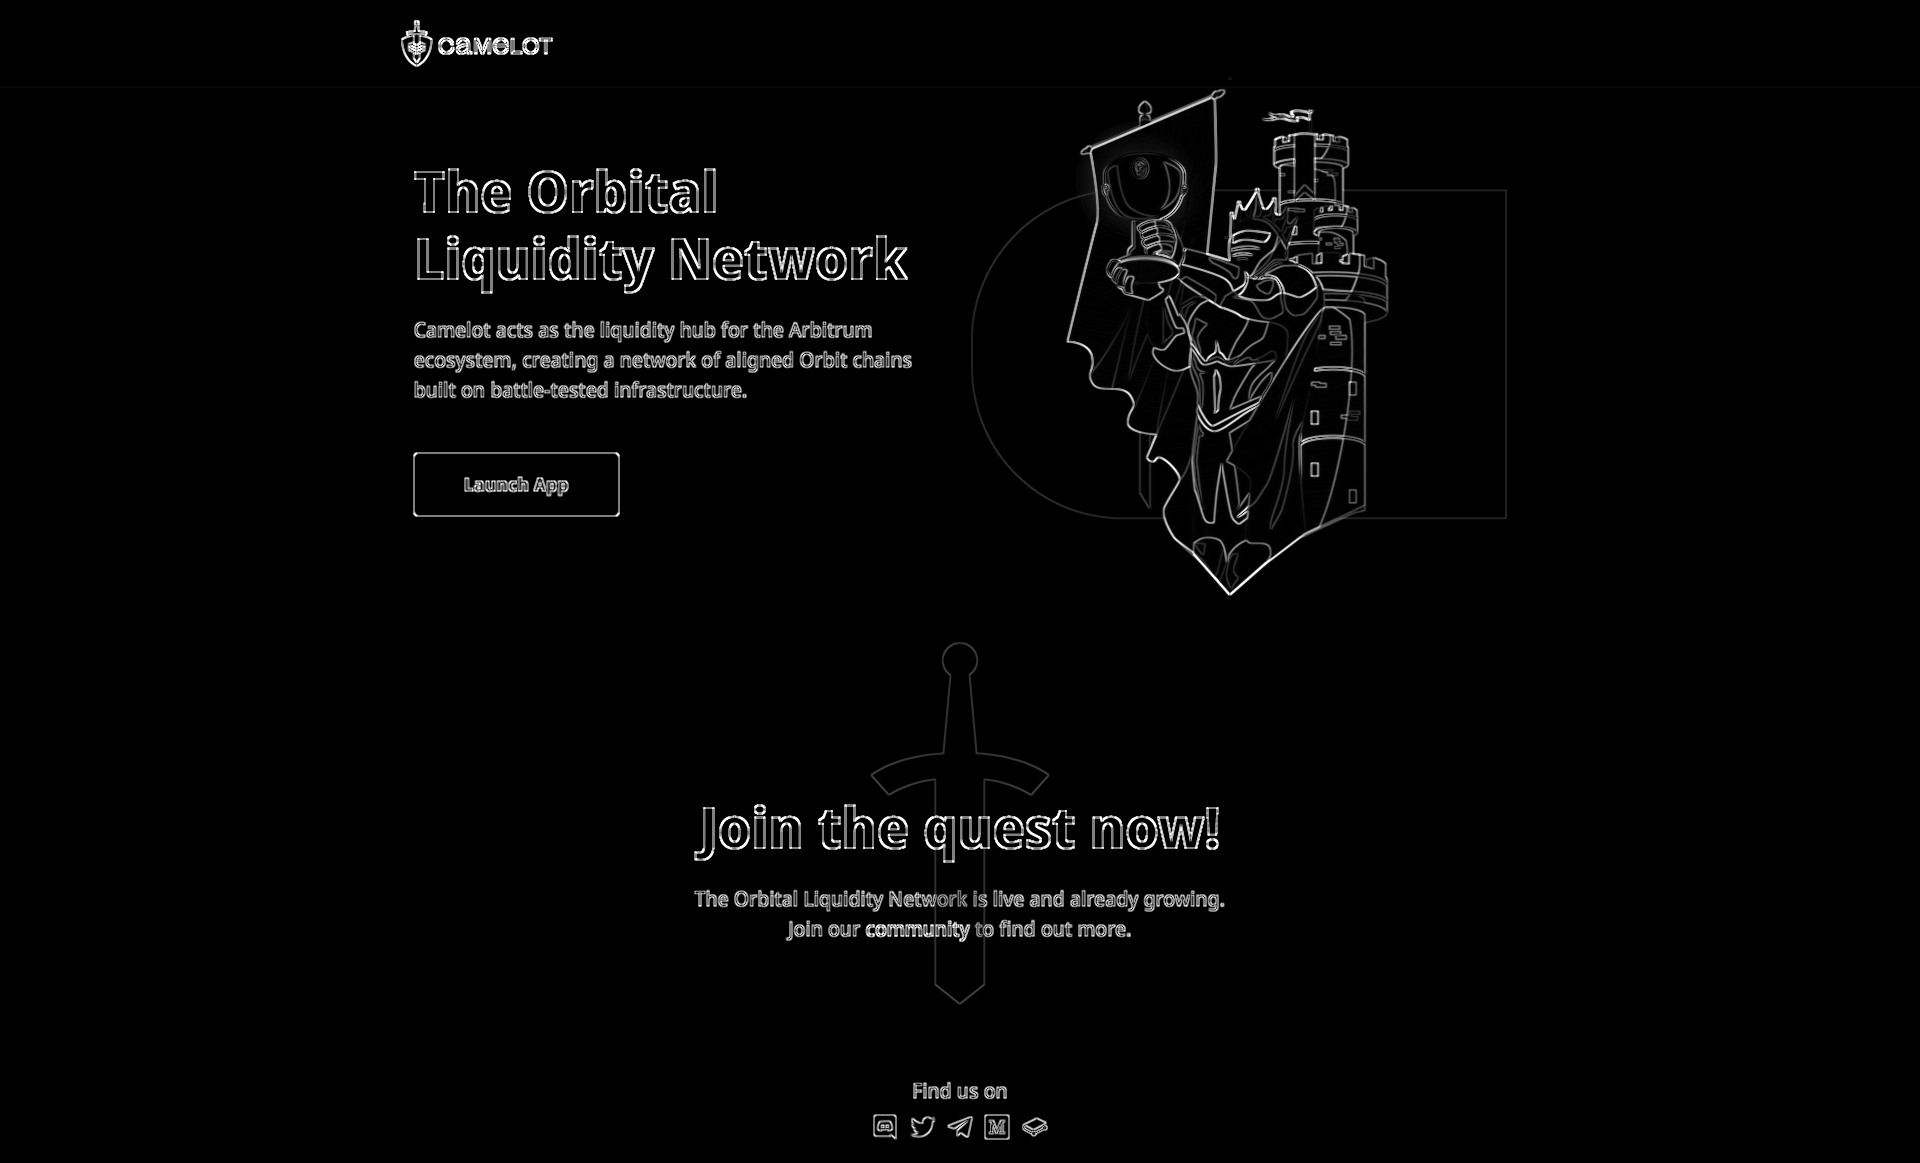 CAMELOT
The Orbital
Liquidity Network
Camelot acts as the liquidity hub for the Arbitrum
ecosystem, creating a network of aligned Orbit chains
built on battle-tested infrastructure.
Launch App
Join the quest now!
The Orbital Liquidity Network is live and already growing.
Join our community to find out more.
Find us on
M